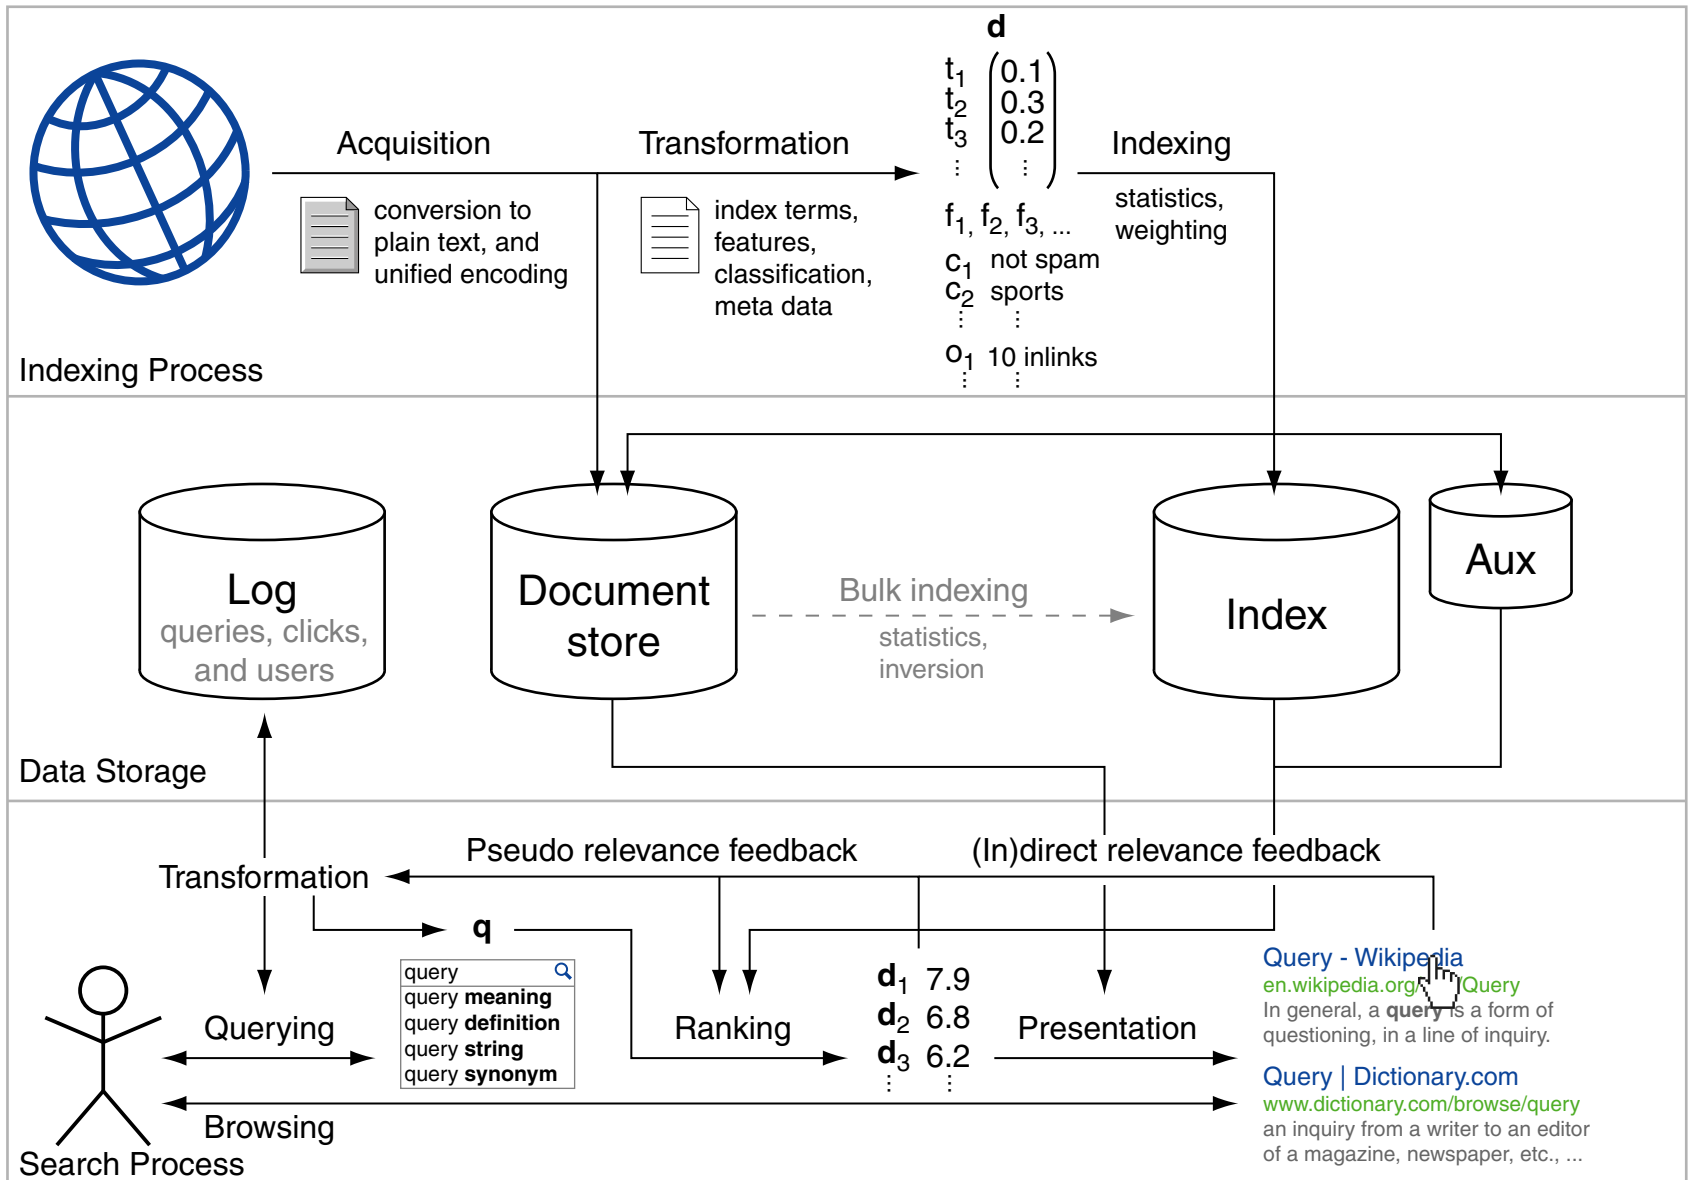 d
t1 0.1
t2 0.3
t3 0.2
⋮ ⋮
Acquisition
Transformation
Indexing
conversion to
plain text, and
unified encoding
index terms,
features,
classification,
meta data
statistics,
weighting
f1, f2, f3, ...
c1 not spam
c2 sports
⋮ ⋮
o1 10 inlinks
⋮ ⋮
Indexing Process
Log
queries, clicks,
and users
Document
store
Bulk indexing
statistics,
inversion
Index
Aux
Data Storage
Pseudo relevance feedback
(In)direct relevance feedback
Transformation
q
query
query meaning
query definition
query string
query synonym
Querying
Ranking
d1 7.9
d2 6.8
d3 6.2
⋮ ⋮
Presentation
Browsing
Query - Wikipedia
en.wikipedia.org/ /Query
In general, a query is a form of
questioning, in a line of inquiry.
Query | Dictionary.com
www.dictionary.com/browse/query
an inquiry from a writer to an editor
of a magazine, newspaper, etc., ...
Search Process